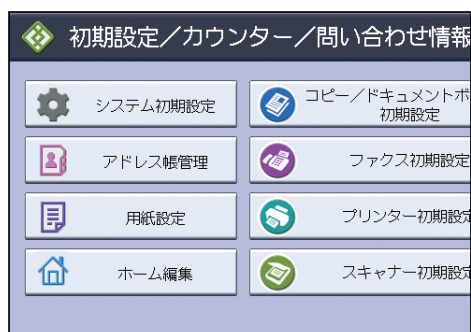 初期設定／カウンター／問い合わせ情報
システム初期設定
コピー／ドキュメントボ
初期設定
アドレス帳管理
ファクス初期設定
用紙設定
プリンター初期設定
ホーム編集
スキャナー初期設定